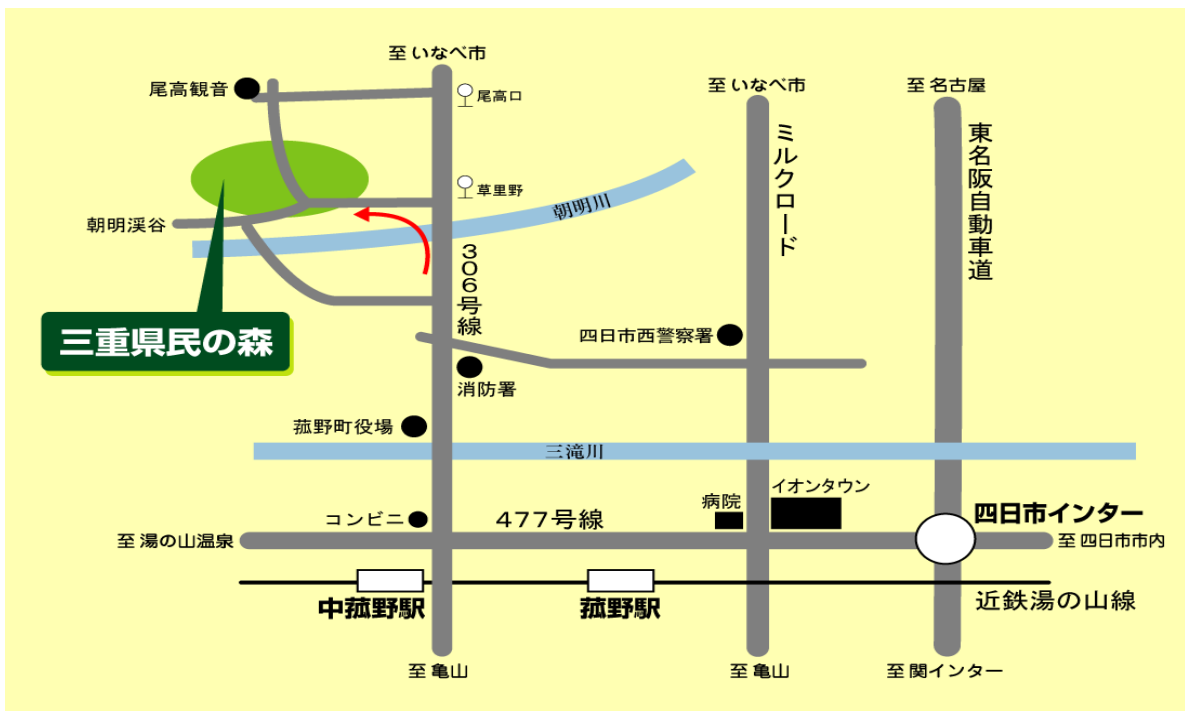 至いなべ市
尾高観音
尾高口
至いなべ市
至名古屋
ミルクロード
東名阪自動車道
草里野
朝明川
朝明渓谷
306号線
三重県民の森
四日市西警察署
消防署
菰野町役場
三滝川
イオンタウン
病院
コンビニ
477号線
四日市インター
至湯の山温泉
至四日市市内
中菰野駅
菰野駅
近鉄湯の山線
至亀山
至亀山
至関インター